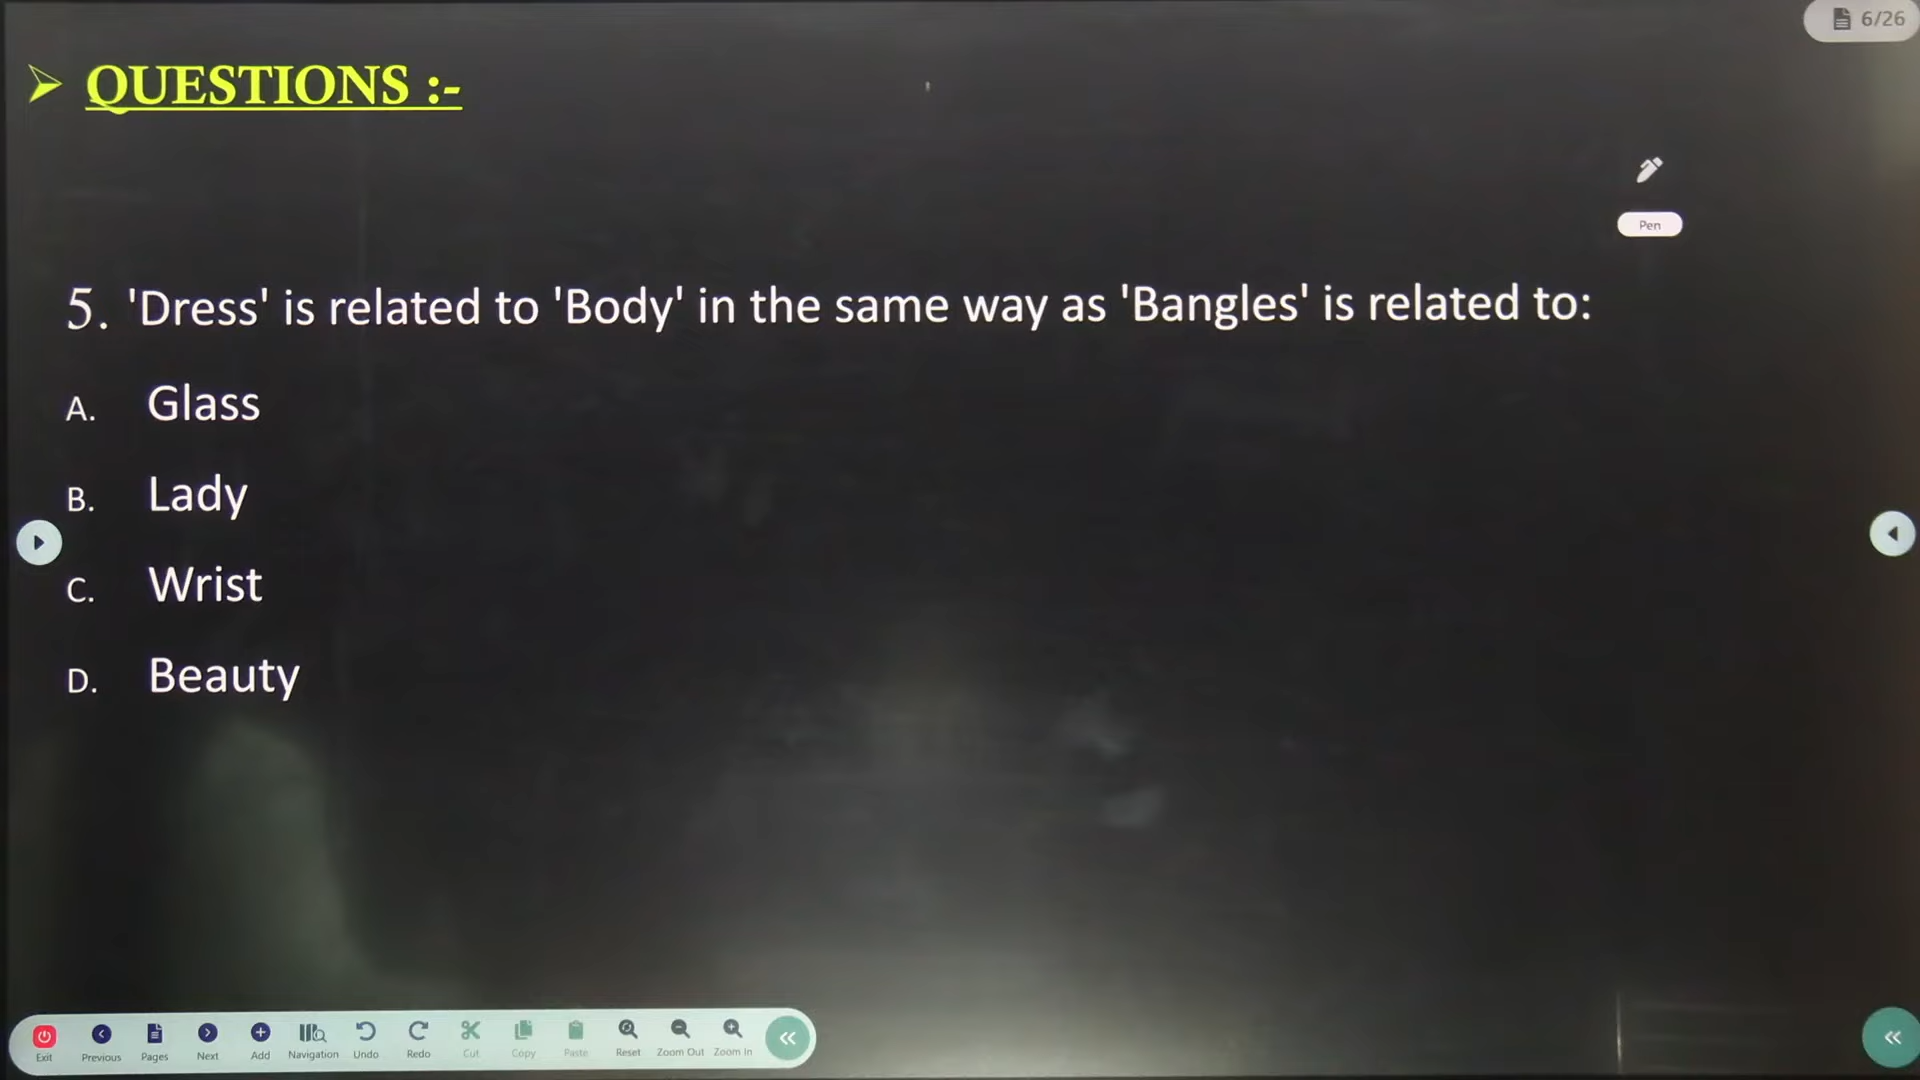 6/26
➢ QUESTIONS :-
Pen
5. 'Dress' is related to 'Body' in the same way as 'Bangles' is related to:
A. Glass
B. Lady
C. Wrist
D. Beauty
Exit Previous Pages Next Add Navigation Undo Redo Cut Copy Paste Reset Zoom Out Zoom In